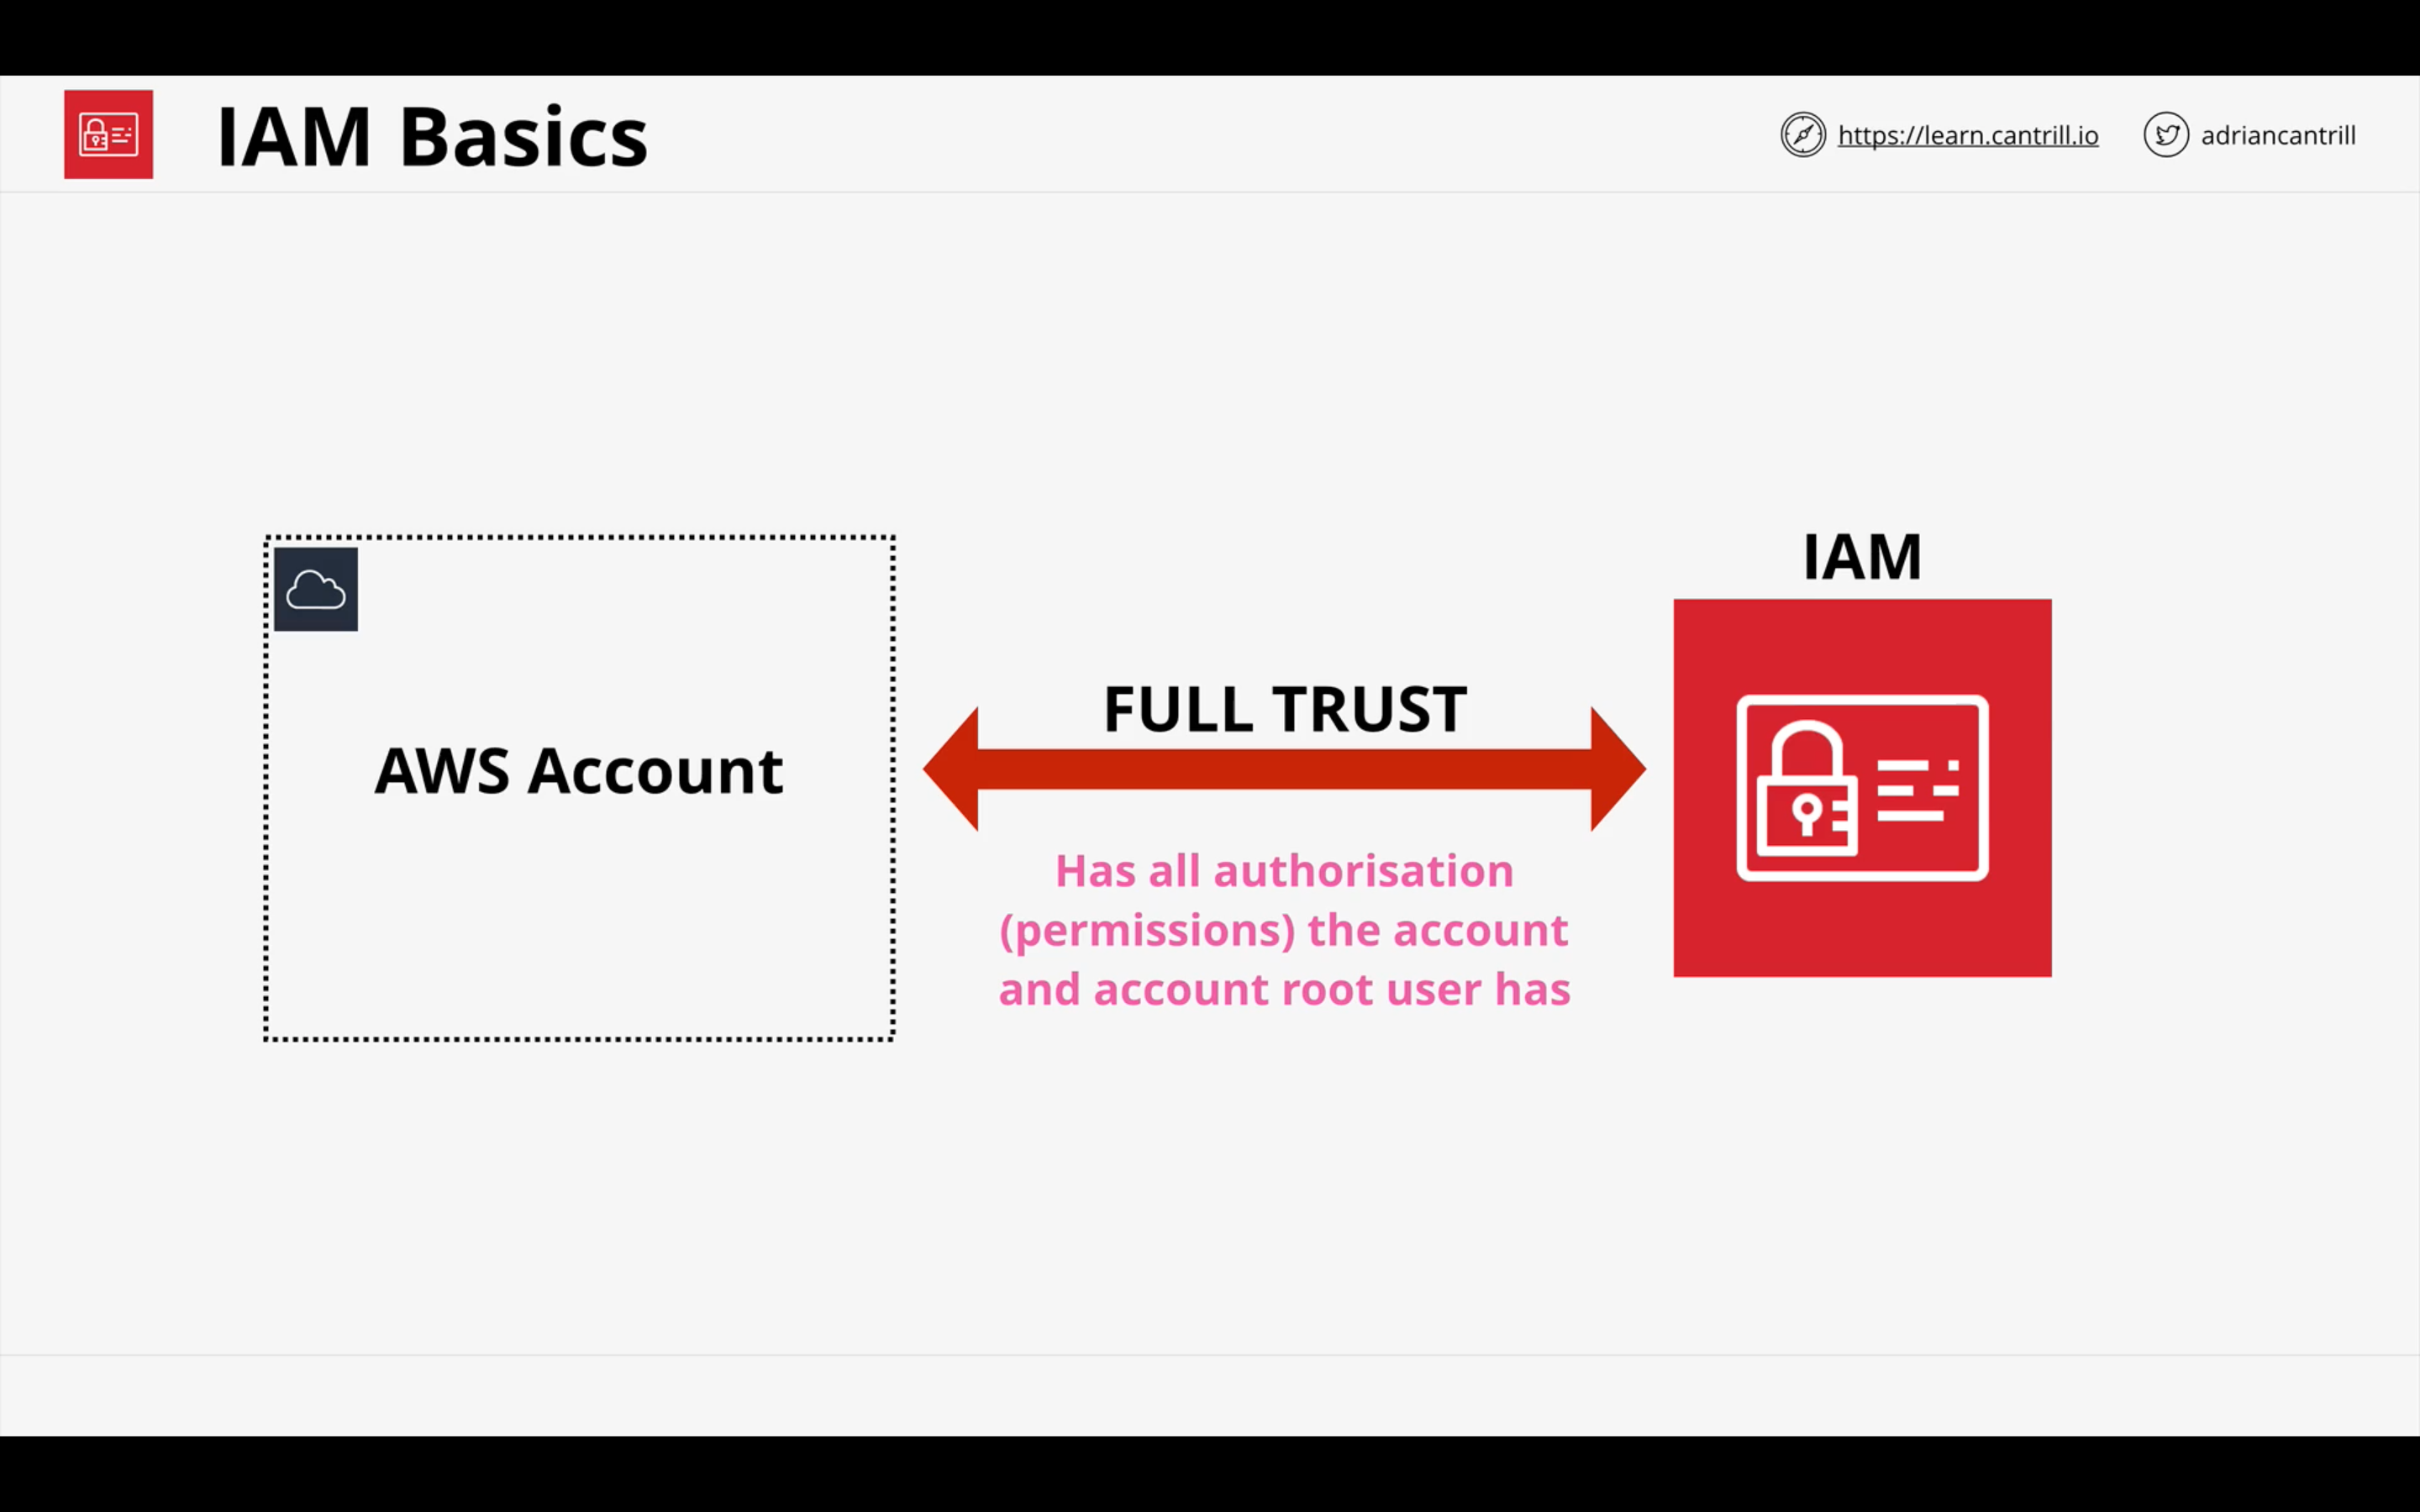 IAM Basics
https://learn.cantrill.io
adriancantrill
IAM
FULL TRUST
AWS Account
Has all authorisation
(permissions) the account
and account root user has